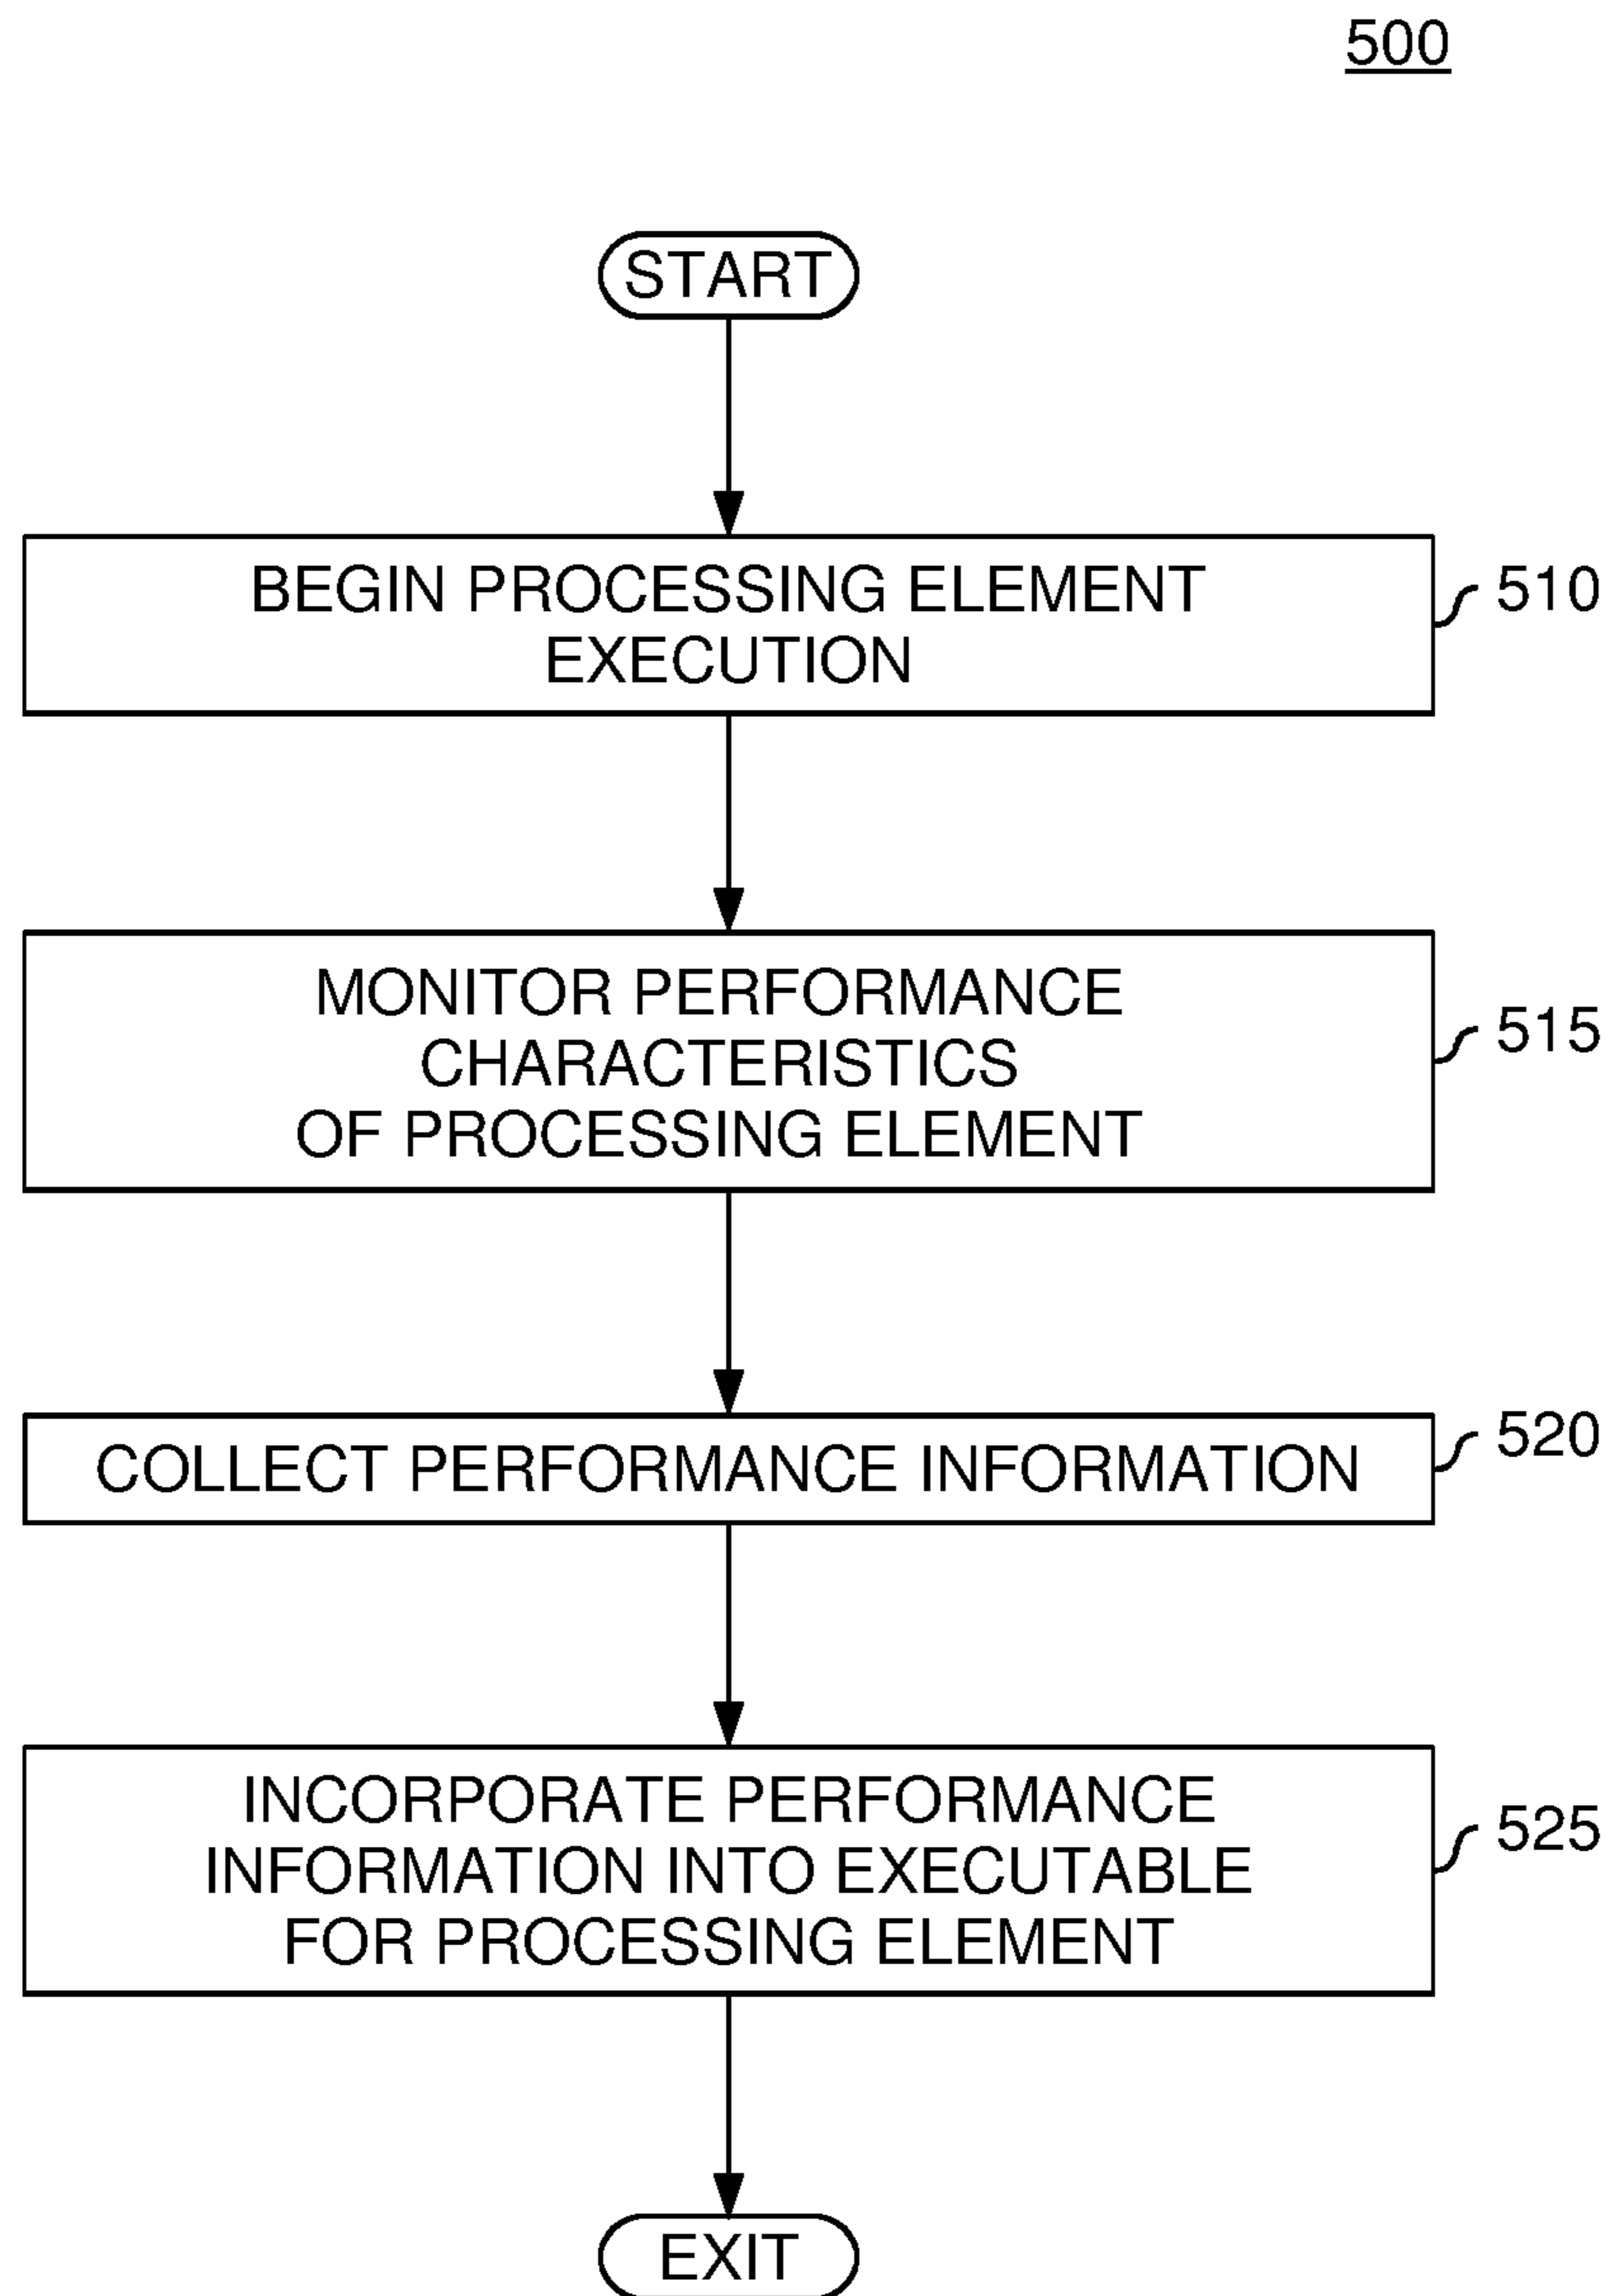 500
START
BEGIN PROCESSING ELEMENT
EXECUTION
510
MONITOR PERFORMANCE
CHARACTERISTICS
OF PROCESSING ELEMENT
515
COLLECT PERFORMANCE INFORMATION
520
INCORPORATE PERFORMANCE
INFORMATION INTO EXECUTABLE
FOR PROCESSING ELEMENT
525
EXIT